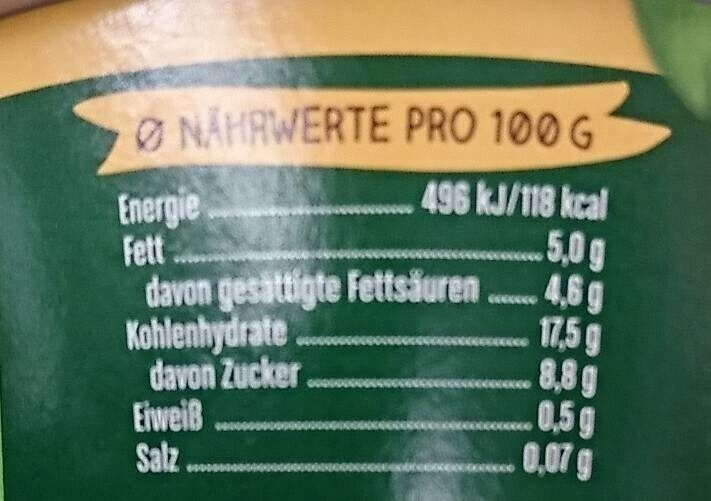 Ø NÄHRWERTE PRO 100 G
Energie ........................ 496 kJ/118 kcal
Fett ........................ 5,0 g
davon gesättigte Fettsäuren ........ 4,6 g
Kohlenhydrate ........................ 17,5 g
davon Zucker ........................ 8,8 g
Eiweiß ........................ 0,5 g
Salz ........................ 0,07 g